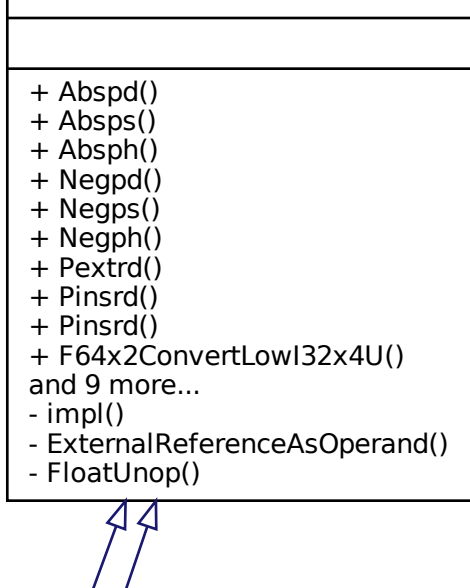 + Abspd()
+ Absps()
+ Absph()
+ Negpd()
+ Negps()
+ Negph()
+ Pextrd()
+ Pinsrd()
+ Pinsrd()
+ F64x2ConvertLowI32x4U()
and 9 more...
- impl()
- ExternalReferenceAsOperand()
- FloatUnop()